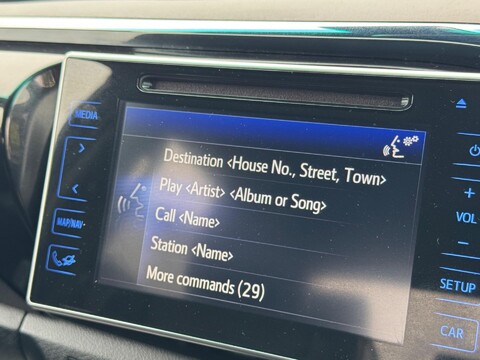 MEDIA
MAP/NAV
Destination <House No., Street, Town>
Play <Artist> <Album or Song>
Call <Name>
Station <Name>
More commands (29)
+
VOL
−
SETUP
CAR